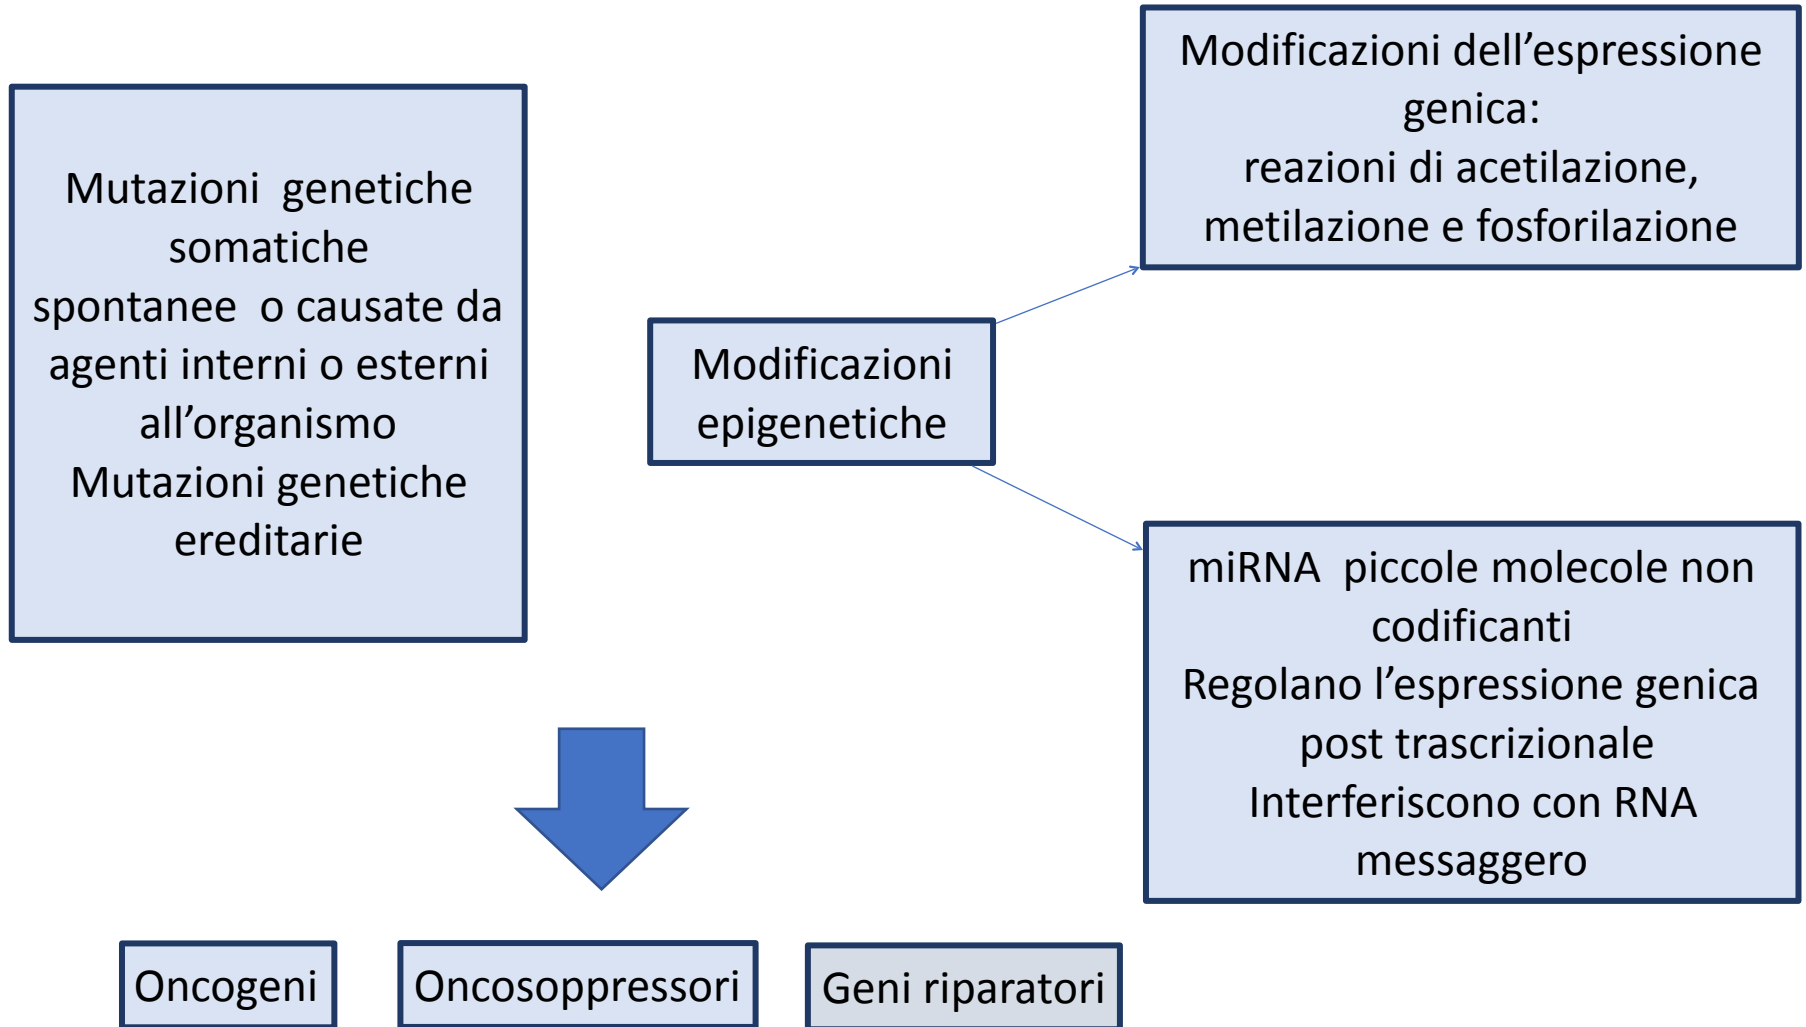 Mutazioni genetiche
somatiche
spontanee o causate da
agenti interni o esterni
all’organismo
Mutazioni genetiche
ereditarie
Modificazioni
epigenetiche
Modificazioni dell’espressione
genica:
reazioni di acetilazione,
metilazione e fosforilazione
miRNA piccole molecole non
codificanti
Regolano l’espressione genica
post trascrizionale
Interferiscono con RNA
messaggero
Oncogeni
Oncosoppressori
Geni riparatori